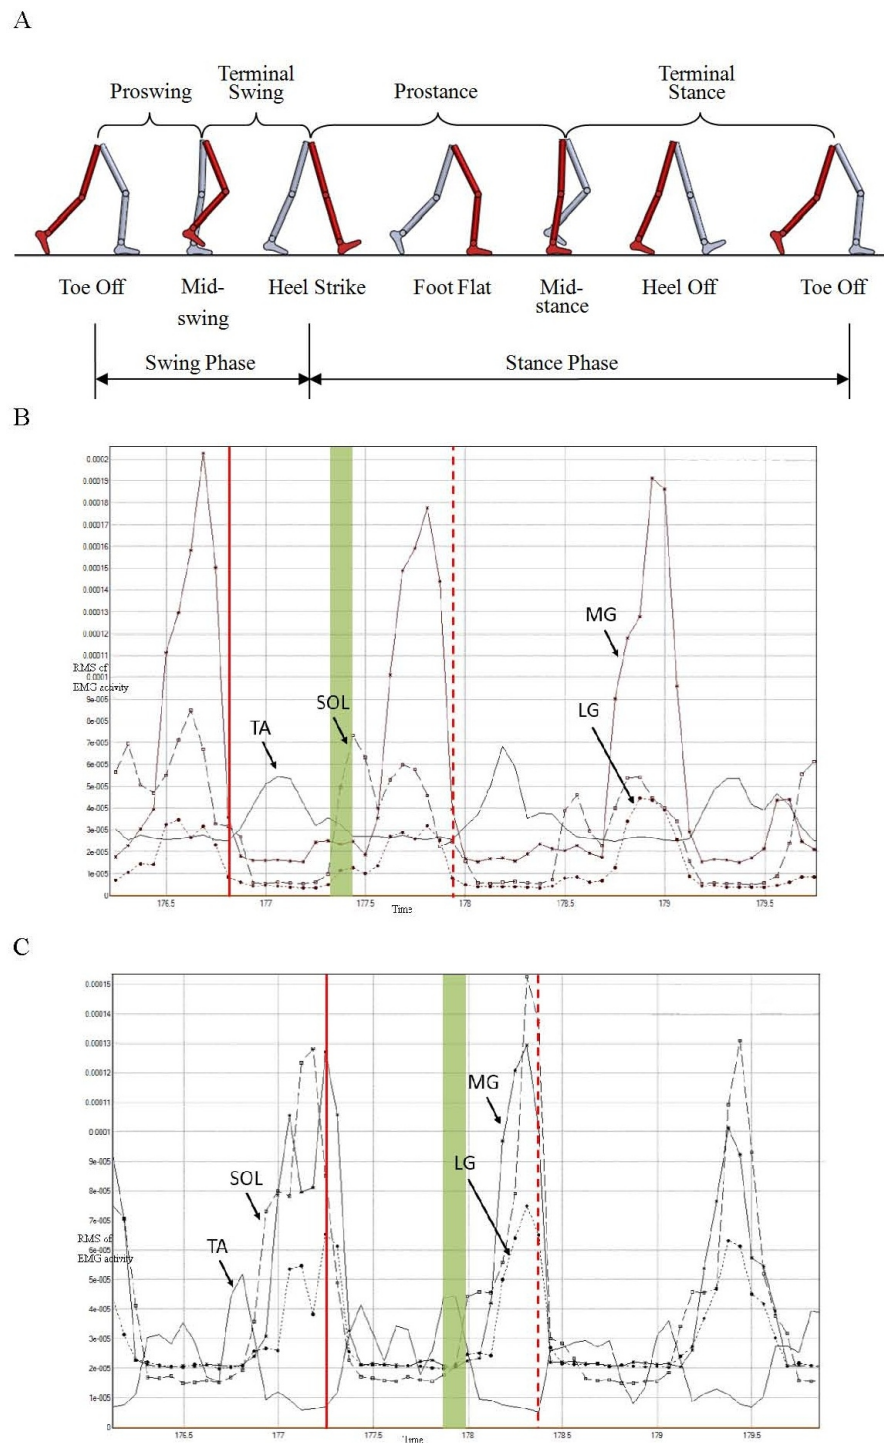 A
Proswing
Terminal
Swing
Prostance
Terminal
Stance
Toe Off
Mid-
swing
Heel Strike
Foot Flat
Mid-
stance
Heel Off
Toe Off
Swing Phase
Stance Phase
B
0.0002
0.00019
0.00018
0.00017
0.00016
0.00015
0.00014
0.00013
0.00012
0.00011
0.0001
9e-005
8e-005
7e-005
6e-005
5e-005
4e-005
3e-005
2e-005
1e-005
0
RMS of
EMG activity
TA
SOL
MG
LG
176.5
177
177.5
178
178.5
179
179.5
Time
C
0.00015
0.00014
0.00013
0.00012
0.00011
0.0001
9e-005
8e-005
7e-005
6e-005
5e-005
4e-005
3e-005
2e-005
1e-005
0
RMS of
EMG activity
SOL
TA
MG
LG
176.5
177
177.5
178
178.5
179
179.5
Time